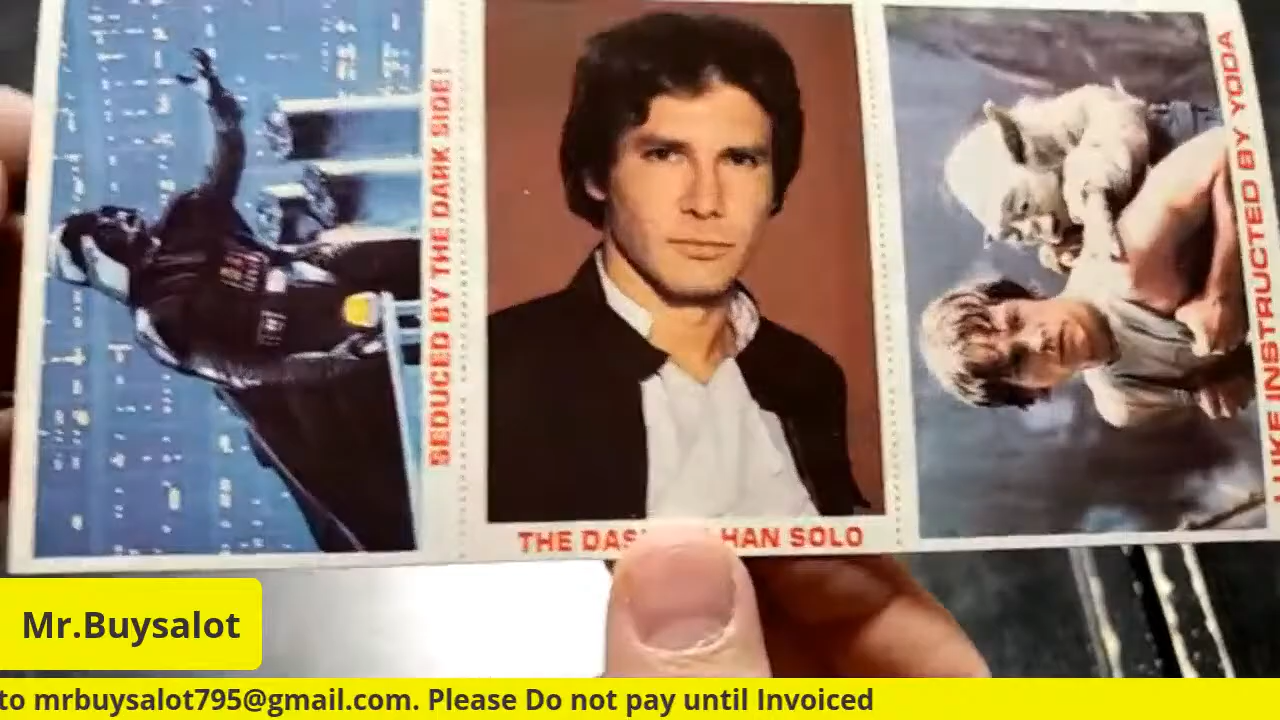 SEDUCED BY THE DARK SIDE!
THE HAN SOLO
LUKE INSTRUCTED BY YODA
Mr.Buysalot
to mrbuysalot795@gmail.com. Please Do not pay until Invoiced